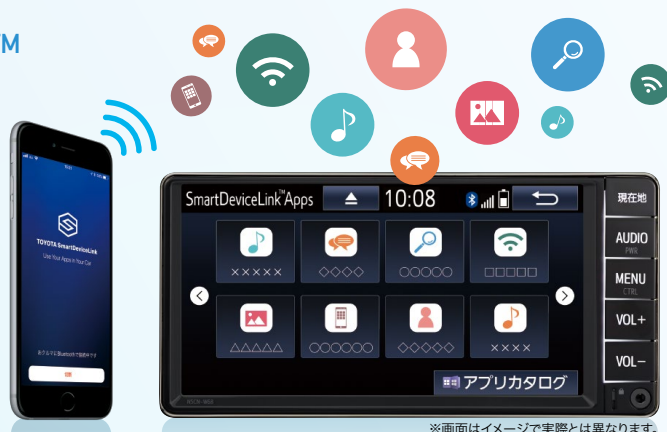 TM
TOYOTA SmartDeviceLink
Use Your Apps in Your Car
SmartDeviceLink™Apps
10:08
×××××
◇◇◇◇
○○○○○
□□□□□
△△△△△
○○○○○○
◇◇◇◇◇
××××
アプリカタログ
現在地
AUDIO
PWR
MENU
CTRL
VOL+
VOL−
※画面はイメージで実際とは異なります。